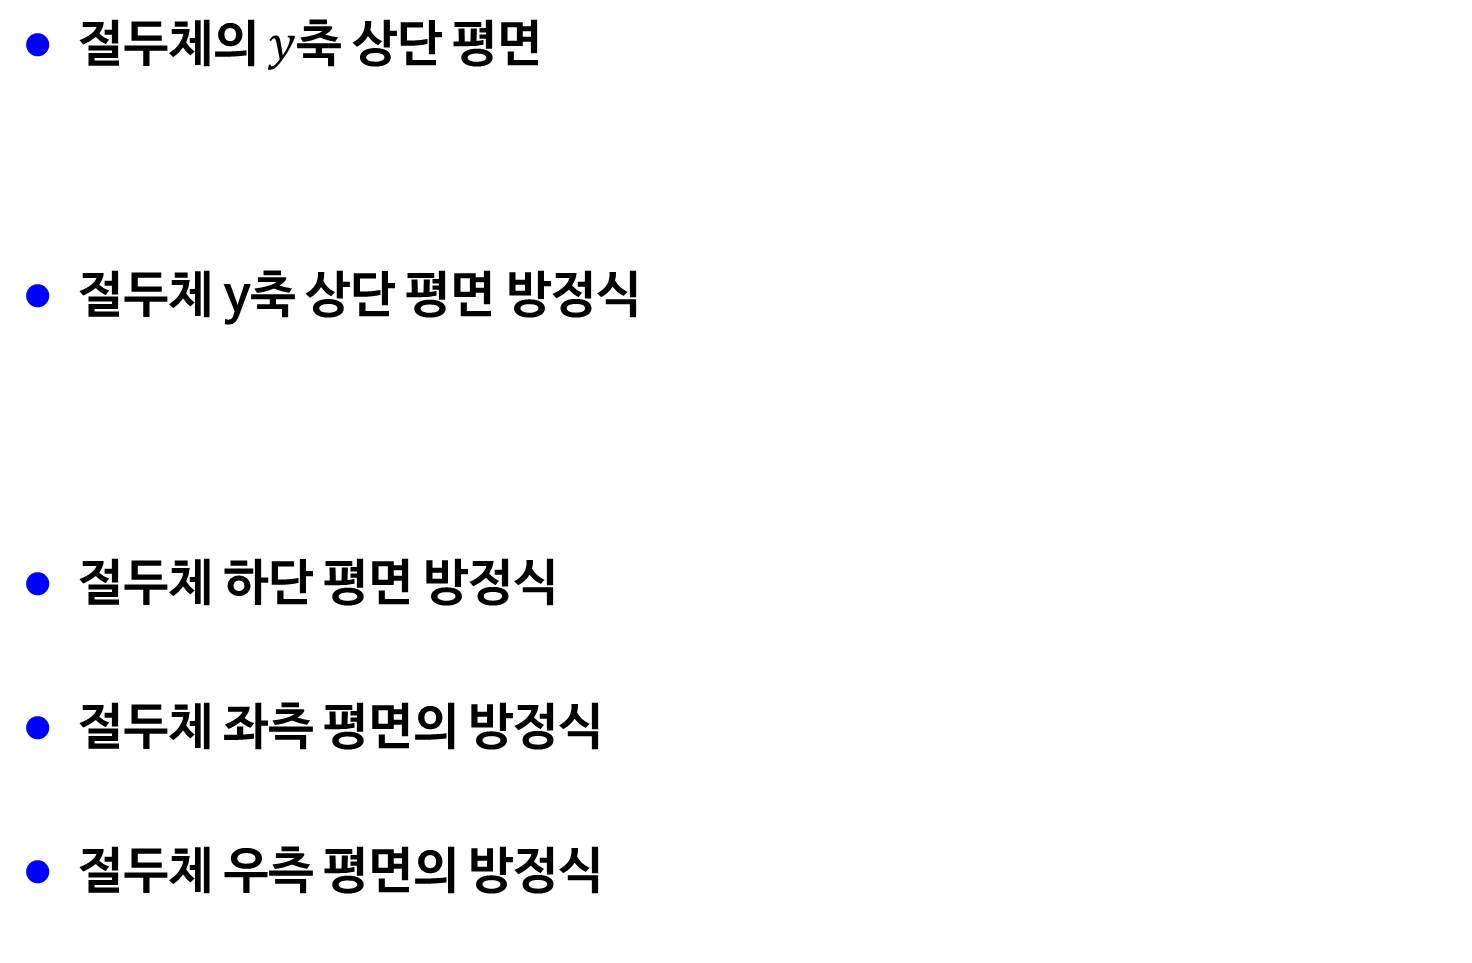 ● 절두체의 y축 상단 평면
● 절두체 y축 상단 평면 방정식
● 절두체 하단 평면 방정식
● 절두체 좌측 평면의 방정식
● 절두체 우측 평면의 방정식